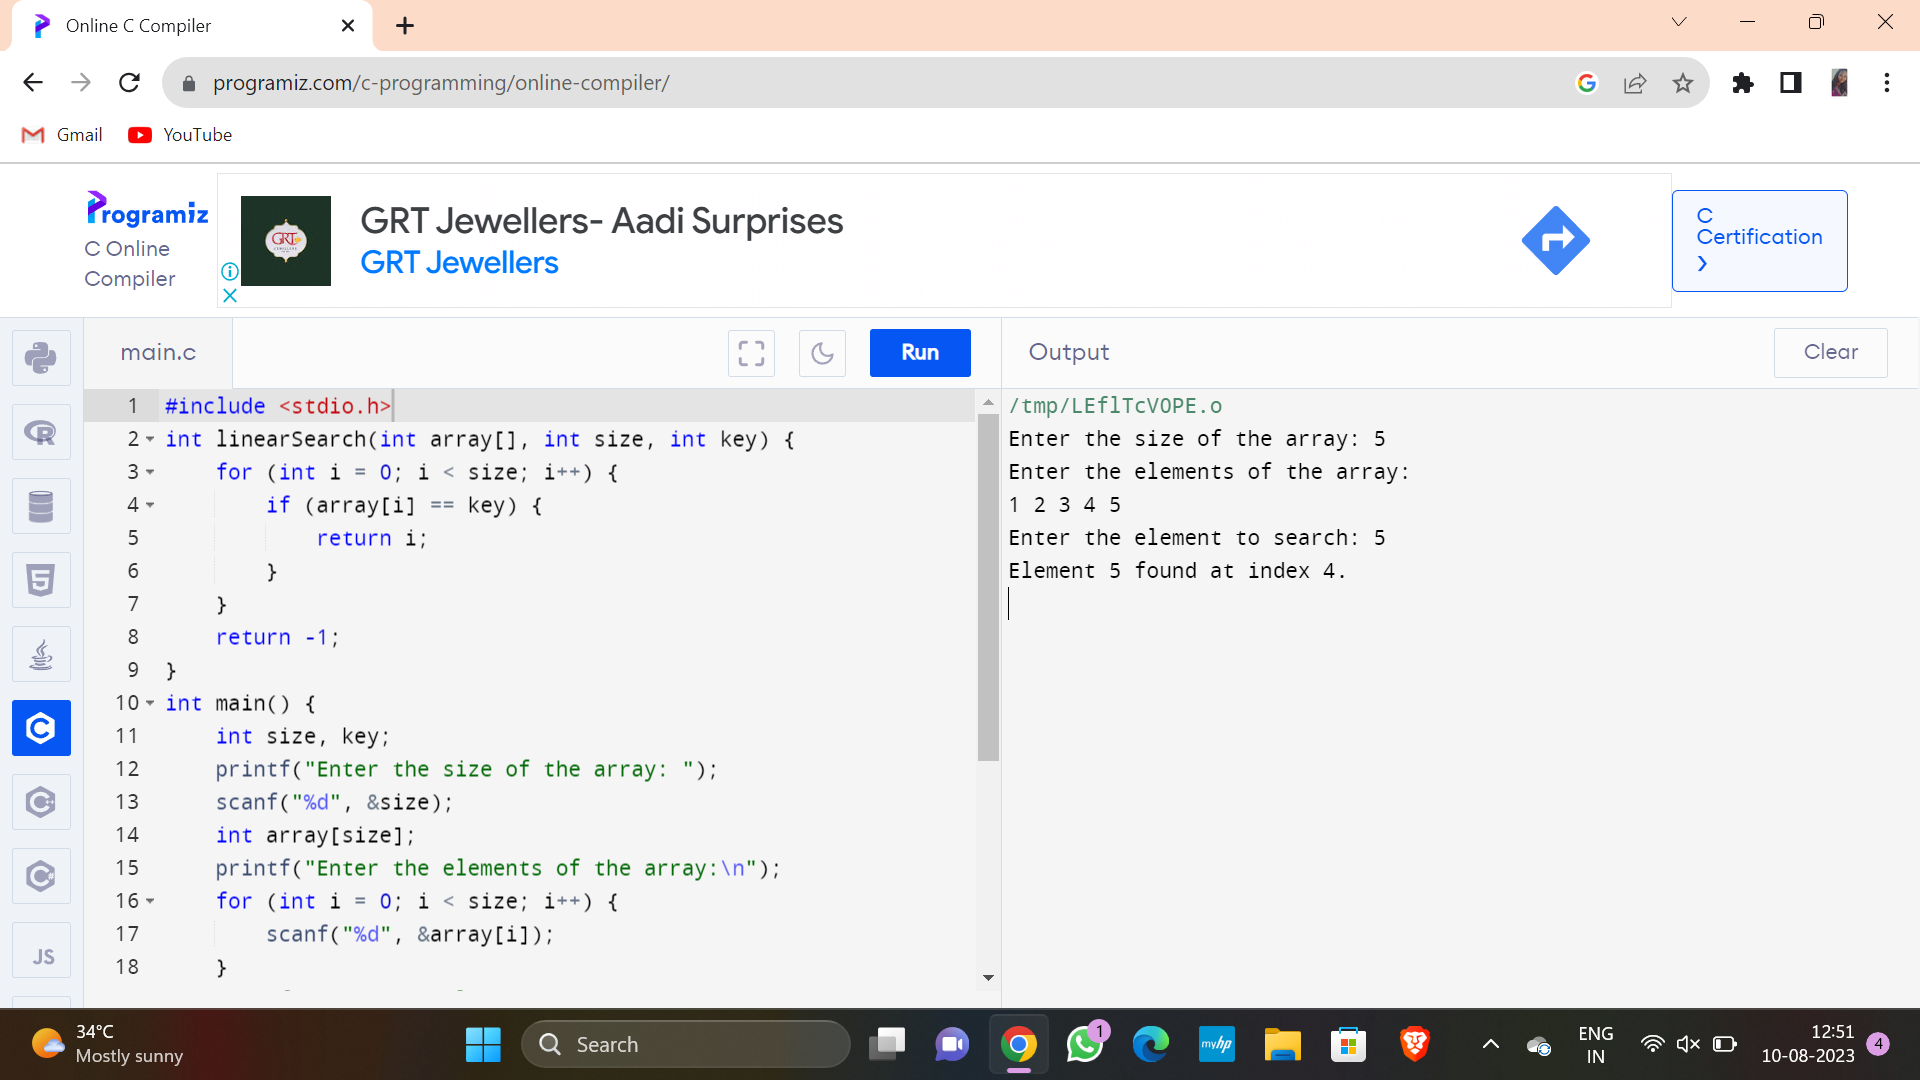 Online C Compiler
programiz.com/c-programming/online-compiler/
Gmail YouTube
Programiz
C Online
Compiler
GRT
GRT Jewellers- Aadi Surprises
GRT Jewellers
C
Certification
main.c
Run
Output
Clear
1 #include <stdio.h>
2 int linearSearch(int array[], int size, int key) {
3 for (int i = 0; i < size; i++) {
4 if (array[i] == key) {
5 return i;
6 }
7 }
8 return -1;
9 }
10 int main() {
11 int size, key;
12 printf("Enter the size of the array: ");
13 scanf("%d", &size);
14 int array[size];
15 printf("Enter the elements of the array:\n");
16 for (int i = 0; i < size; i++) {
17 scanf("%d", &array[i]);
18 }
/tmp/LEflTcVOPE.o
Enter the size of the array: 5
Enter the elements of the array:
1 2 3 4 5
Enter the element to search: 5
Element 5 found at index 4.
JS
34°C
Mostly sunny
Search
1
myhp
ENG
IN
12:51
10-08-2023
4